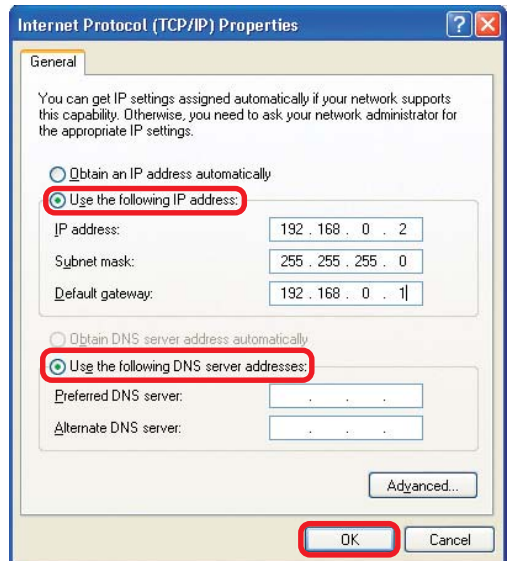 Internet Protocol (TCP/IP) Properties
General
You can get IP settings assigned automatically if your network supports
this capability. Otherwise, you need to ask your network administrator for
the appropriate IP settings.
Obtain an IP address automatically
Use the following IP address:
IP address: 192 . 168 . 0 . 2
Subnet mask: 255 . 255 . 255 . 0
Default gateway: 192 . 168 . 0 . 1
Obtain DNS server address automatically
Use the following DNS server addresses:
Preferred DNS server: . . .
Alternate DNS server: . . .
Advanced...
OK Cancel